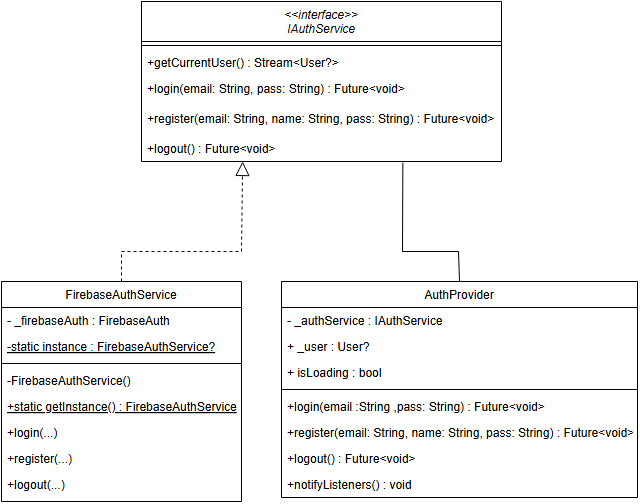 <<interface>>
IAuthService
+getCurrentUser() : Stream<User?>
+login(email: String, pass: String) : Future<void>
+register(email: String, name: String, pass: String) : Future<void>
+logout() : Future<void>
FirebaseAuthService
- _firebaseAuth : FirebaseAuth
-static instance : FirebaseAuthService?
-FirebaseAuthService()
+static getInstance() : FirebaseAuthService
+login(...)
+register(...)
+logout(...)
AuthProvider
- _authService : IAuthService
+ _user : User?
+ isLoading : bool
+login(email :String ,pass: String) : Future<void>
+register(email: String, name: String, pass: String) : Future<void>
+logout() : Future<void>
+notifyListeners() : void